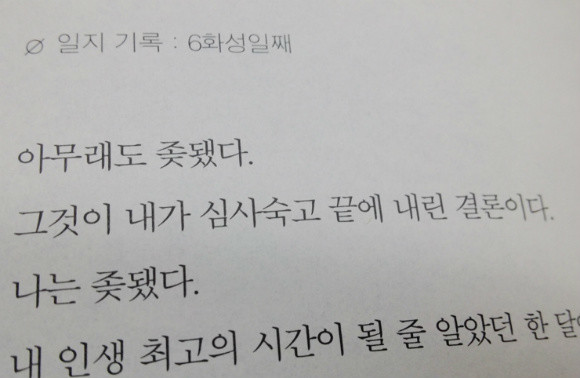 ∅ 일지 기록 : 6화성일째
아무래도 좆됐다.
그것이 내가 심사숙고 끝에 내린 결론이다.
나는 좆됐다.
내 인생 최고의 시간이 될 줄 알았던 한 달